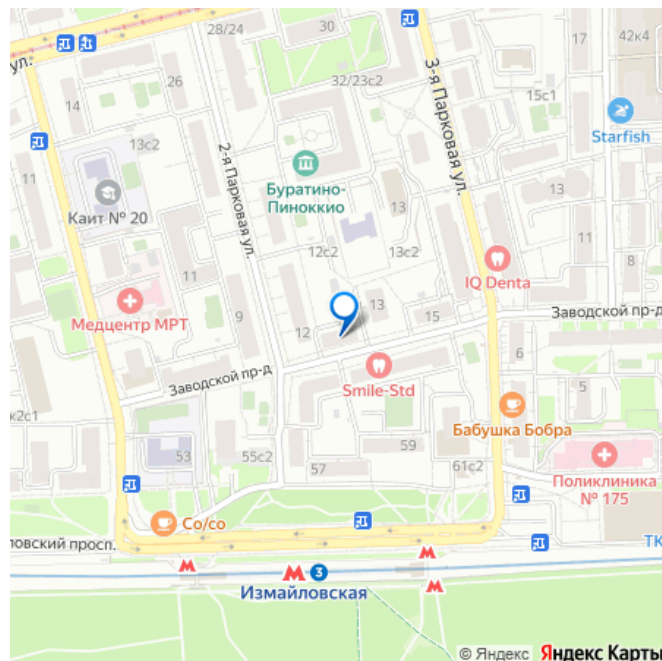 28/24
30
42к4
ул.
26
32/23с2
3-я Парковая ул.
15с1
14
Starfish
13с2
2-я Парковая ул.
11
Каит № 20
Буратино-
Пиноккио
13
13
11
12с2
13с2
8
11
IQ Denta
Медцентр МРТ
9
13
15
Заводской пр-д
12
6
Заводской пр-д
Smile-Std
5
к2с1
Бабушка Бобра
53
55с2
59
57
61с2
Поликлиника
№ 175
Co/co
ловский просп.
ТК
М
М
М 3
М
Измайловская
© Яндекс Яндекс Карты